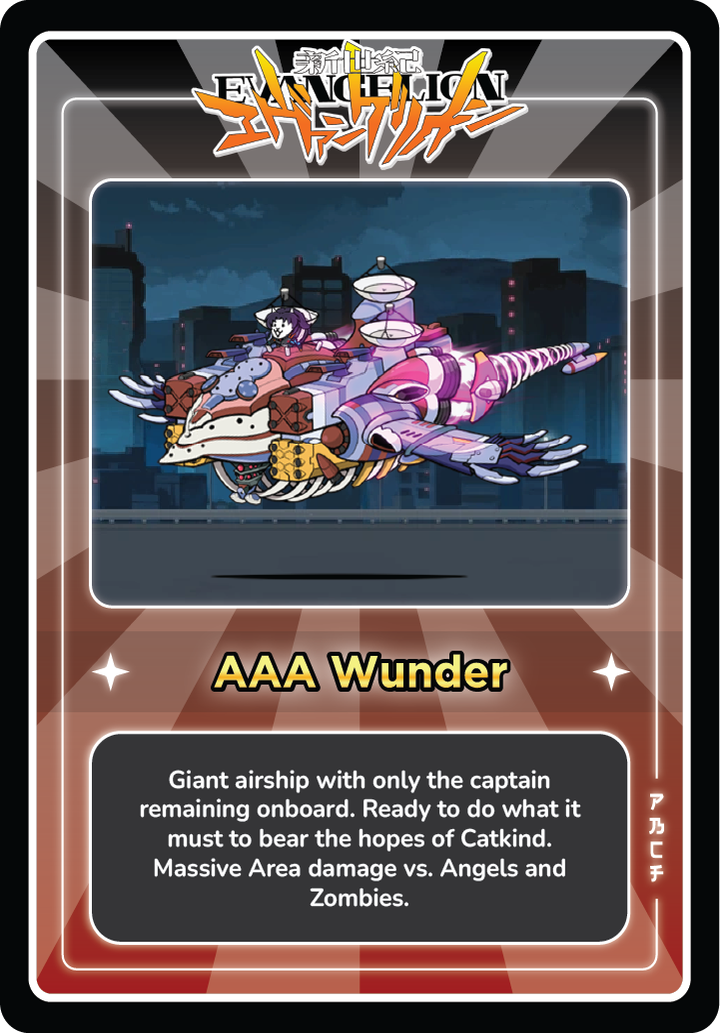 新世紀
EVANGELION
エヴァンゲリオン
AAA Wunder
Giant airship with only the captain
remaining onboard. Ready to do what it
must to bear the hopes of Catkind.
Massive Area damage vs. Angels and
Zombies.